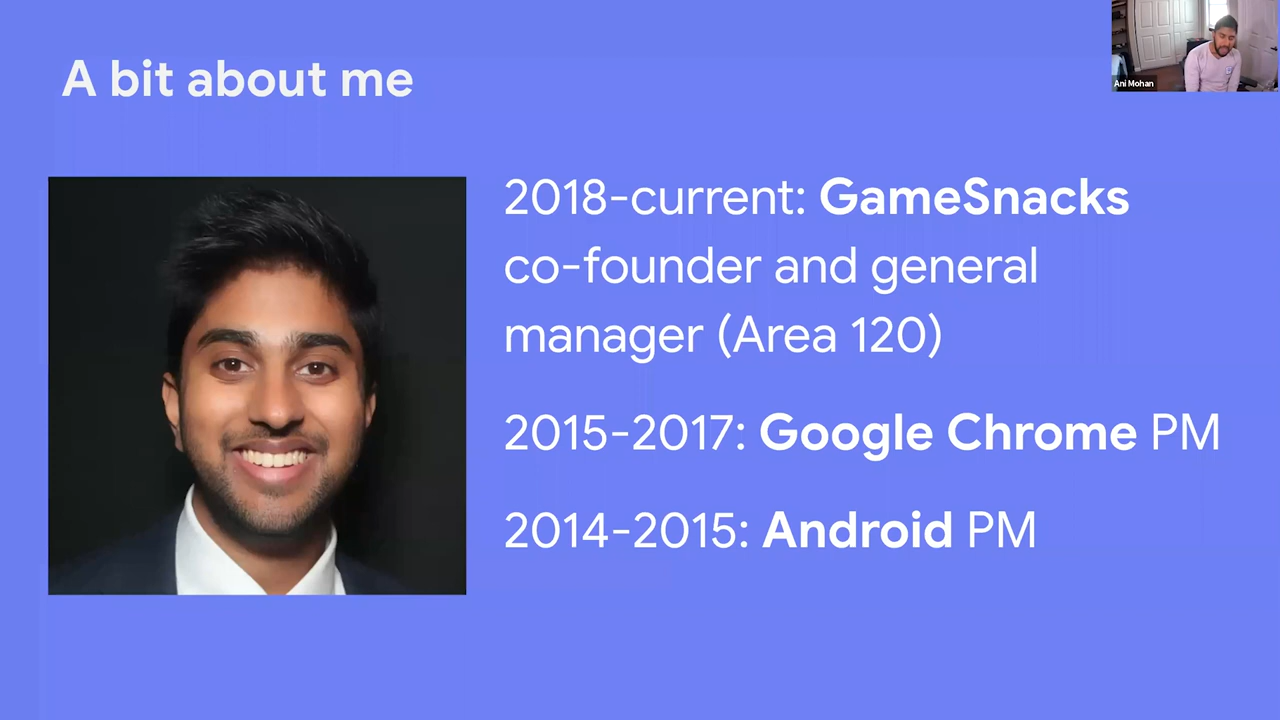 A bit about me
Ani Mohan
2018-current: GameSnacks
co-founder and general
manager (Area 120)
2015-2017: Google Chrome PM
2014-2015: Android PM